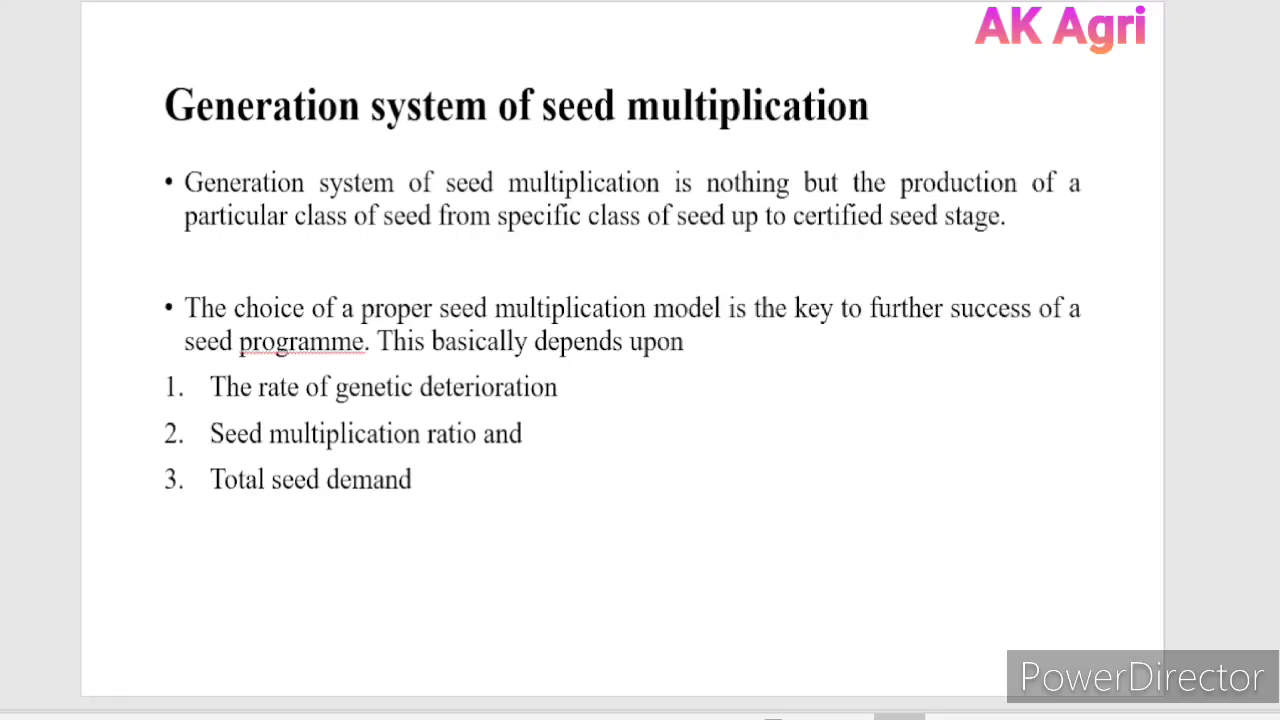 AK Agri
Generation system of seed multiplication
• Generation system of seed multiplication is nothing but the production of a
particular class of seed from specific class of seed up to certified seed stage.
• The choice of a proper seed multiplication model is the key to further success of a
seed programme. This basically depends upon
1. The rate of genetic deterioration
2. Seed multiplication ratio and
3. Total seed demand
PowerDirector